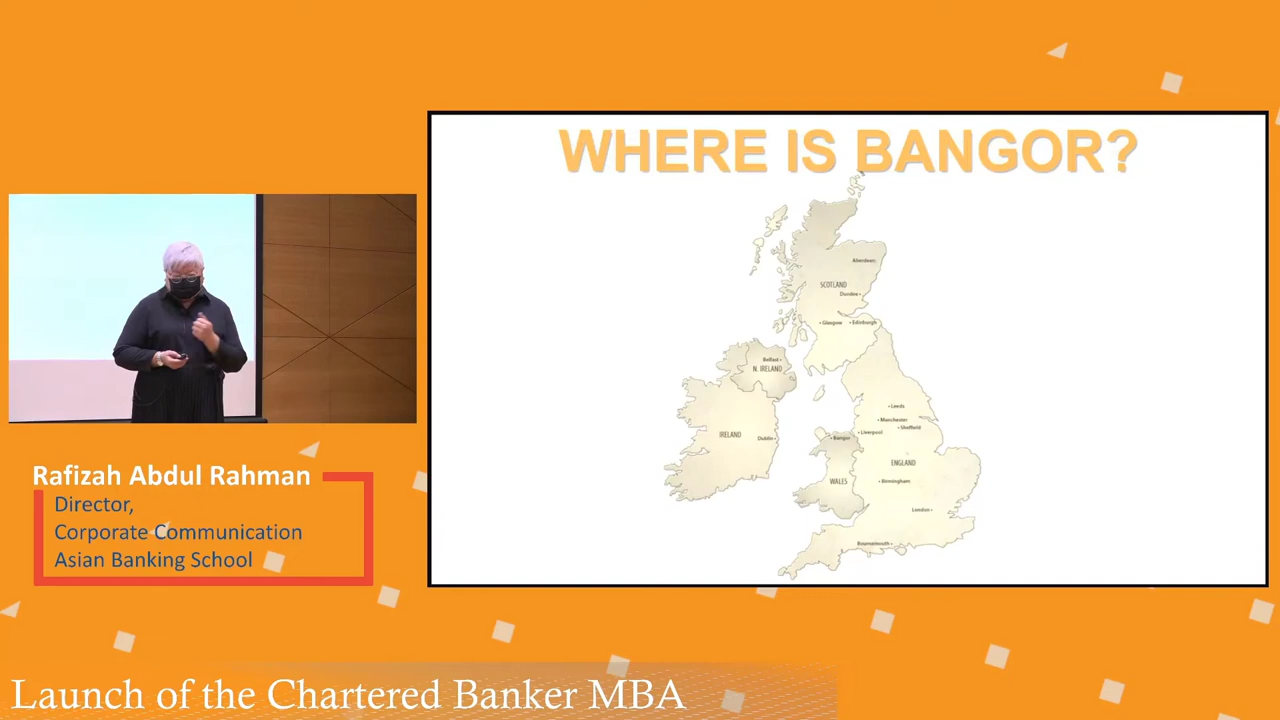 WHERE IS BANGOR?
Aberdeen
SCOTLAND
Dundee
Glasgow
Edinburgh
Belfast
N. IRELAND
Leeds
Manchester
Sheffield
Liverpool
Bangor
IRELAND
Dublin
ENGLAND
WALES
Birmingham
London
Bournemouth
Rafizah Abdul Rahman
Director,
Corporate Communication
Asian Banking School
Launch of the Chartered Banker MBA